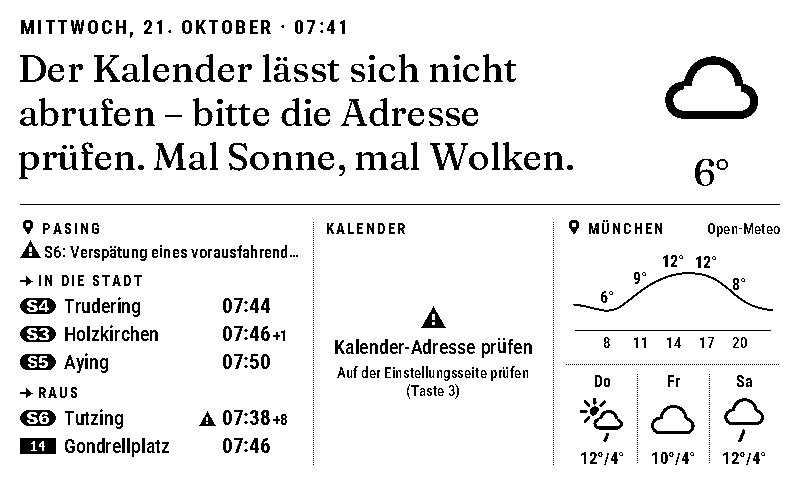 MITTWOCH, 21. OKTOBER · 07:41
Der Kalender lässt sich nicht
abrufen – bitte die Adresse
prüfen. Mal Sonne, mal Wolken.
6°
PASING
S6: Verspätung eines vorausfahrend...
→ IN DIE STADT
S4 Trudering 07:44
S3 Holzkirchen 07:46 +1
S5 Aying 07:50
→ RAUS
S6 Tutzing 07:38 +8
14 Gondrellplatz 07:46
KALENDER
Kalender-Adresse prüfen
Auf der Einstellungsseite prüfen
(Taste 3)
MÜNCHEN Open-Meteo
6° 9° 12° 12° 8°
8 11 14 17 20
Do Fr Sa
12°/4° 10°/4° 12°/4°